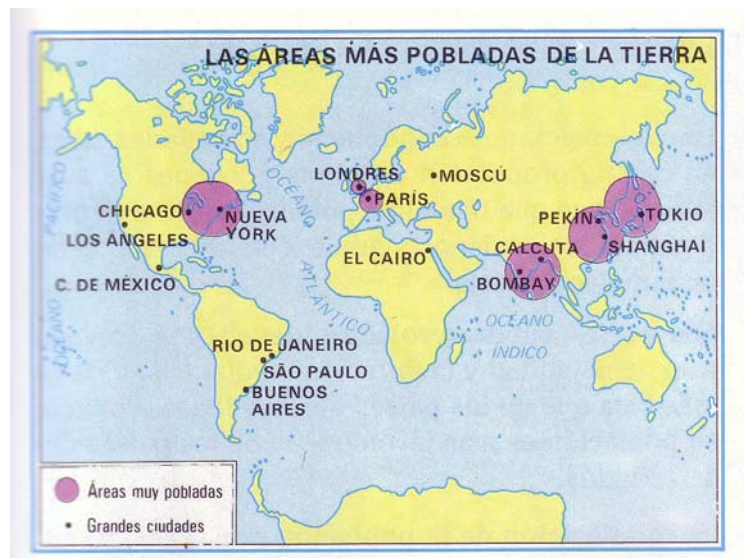 LAS ÁREAS MÁS POBLADAS DE LA TIERRA
OCÉANO
PACÍFICO
OCÉANO
ATLÁNTICO
LONDRES
MOSCÚ
PARÍS
CHICAGO
NUEVA
YORK
LOS ANGELES
C. DE MÉXICO
EL CAIRO
PEKÍN
TOKIO
SHANGHAI
CALCUTA
BOMBAY
OCÉANO
ÍNDICO
RIO DE JANEIRO
SÃO PAULO
BUENOS
AIRES
Áreas muy pobladas
Grandes ciudades